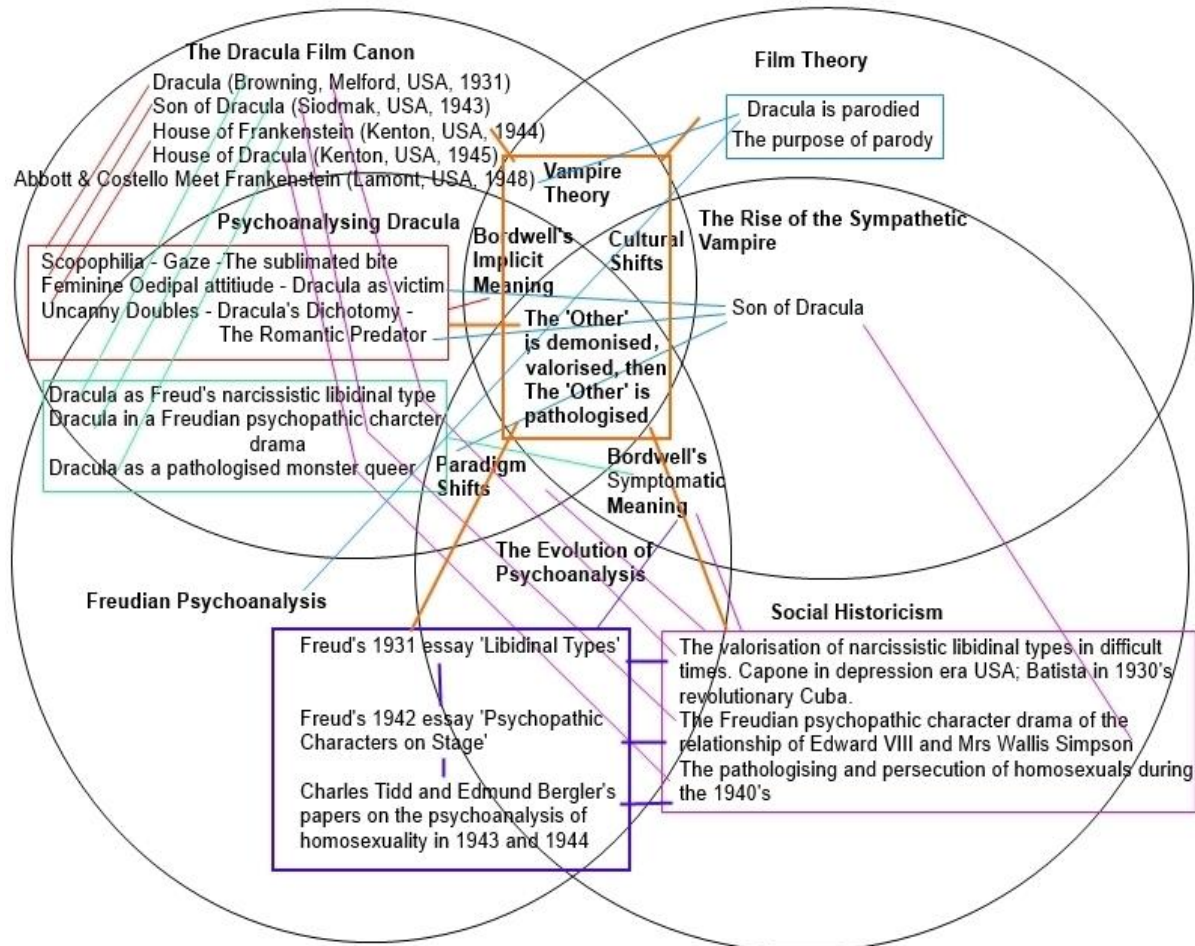 The Dracula Film Canon
Dracula (Browning, Melford, USA, 1931)
Son of Dracula (Siodmak, USA, 1943)
House of Frankenstein (Kenton, USA, 1944)
House of Dracula (Kenton, USA, 1945)
Abbott & Costello Meet Frankenstein (Lamont, USA, 1948)
Film Theory
Dracula is parodied
The purpose of parody
Vampire
Theory
Psychoanalysing Dracula
Bordwell's
Implicit
Meaning
Cultural
Shifts
The Rise of the Sympathetic
Vampire
Scopophilia - Gaze -The sublimated bite
Feminine Oedipal attitiude - Dracula as victim
Uncanny Doubles - Dracula's Dichotomy -
The Romantic Predator
Son of Dracula
The 'Other'
is demonised,
valorised, then
The 'Other' is
pathologised
Dracula as Freud's narcissistic libidinal type
Dracula in a Freudian psychopathic charcter
drama
Dracula as a pathologised monster queer
Paradigm
Shifts
Bordwell's
Symptomatic
Meaning
The Evolution of
Psychoanalysis
Freudian Psychoanalysis
Social Historicism
Freud's 1931 essay 'Libidinal Types'
Freud's 1942 essay 'Psychopathic
Characters on Stage'
Charles Tidd and Edmund Bergler's
papers on the psychoanalysis of
homosexuality in 1943 and 1944
The valorisation of narcissistic libidinal types in difficult
times. Capone in depression era USA; Batista in 1930's
revolutionary Cuba.
The Freudian psychopathic character drama of the
relationship of Edward VIII and Mrs Wallis Simpson
The pathologising and persecution of homosexuals during
the 1940's